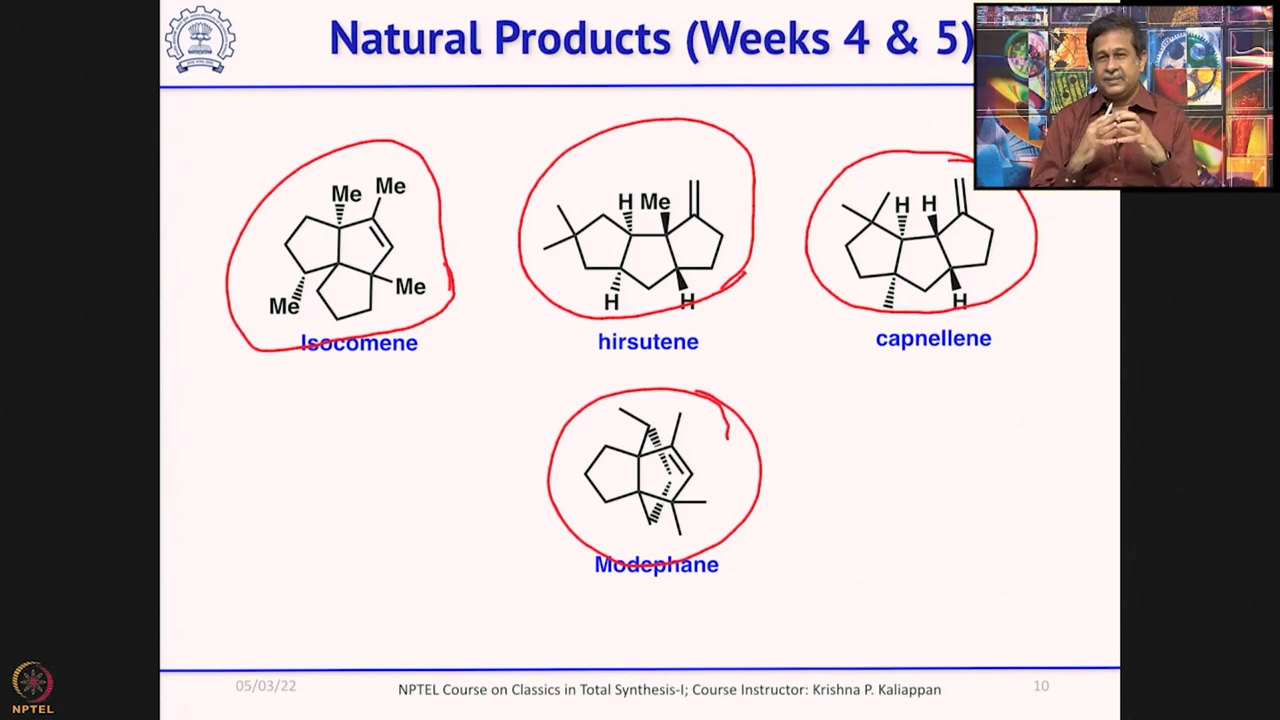 Natural Products (Weeks 4 & 5)
Me Me
Me
Me
Isocomene
H Me
H H
hirsutene
H H
H
capnellene
Modephane
05/03/22
NPTEL Course on Classics in Total Synthesis-I; Course Instructor: Krishna P. Kaliappan
10
NPTEL